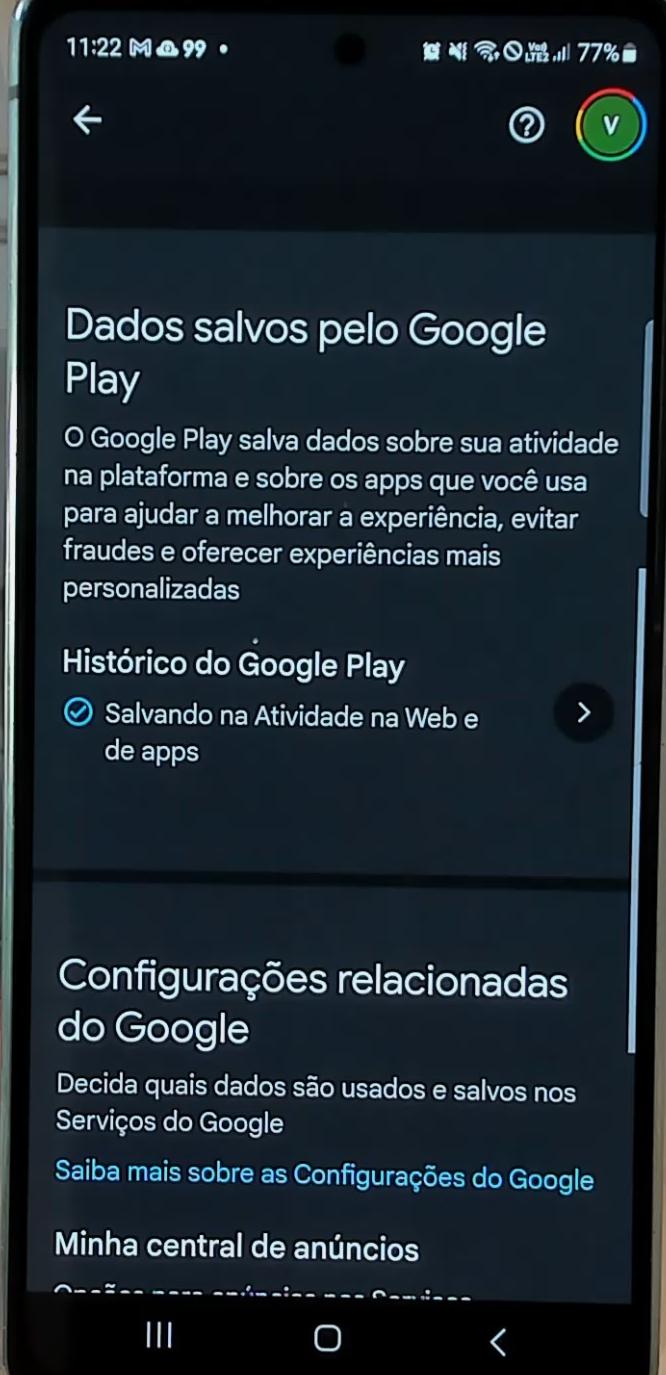 11:22 99
Vo))
LTE2 77%
V
Dados salvos pelo Google
Play
O Google Play salva dados sobre sua atividade
na plataforma e sobre os apps que você usa
para ajudar a melhorar a experiência, evitar
fraudes e oferecer experiências mais
personalizadas
Histórico do Google Play
Salvando na Atividade na Web e
de apps
Configurações relacionadas
do Google
Decida quais dados são usados e salvos nos
Serviços do Google
Saiba mais sobre as Configurações do Google
Minha central de anúncios